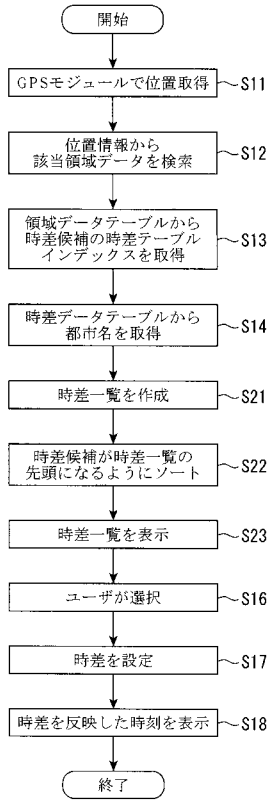 開始
GPSモジュールで位置取得 S11
位置情報から
該当領域データを検索 S12
領域データテーブルから
時差候補の時差テーブル
インデックスを取得 S13
時差データテーブルから
都市名を取得 S14
時差一覧を作成 S21
時差候補が時差一覧の
先頭になるようにソート S22
時差一覧を表示 S23
ユーザが選択 S16
時差を設定 S17
時差を反映した時刻を表示 S18
終了